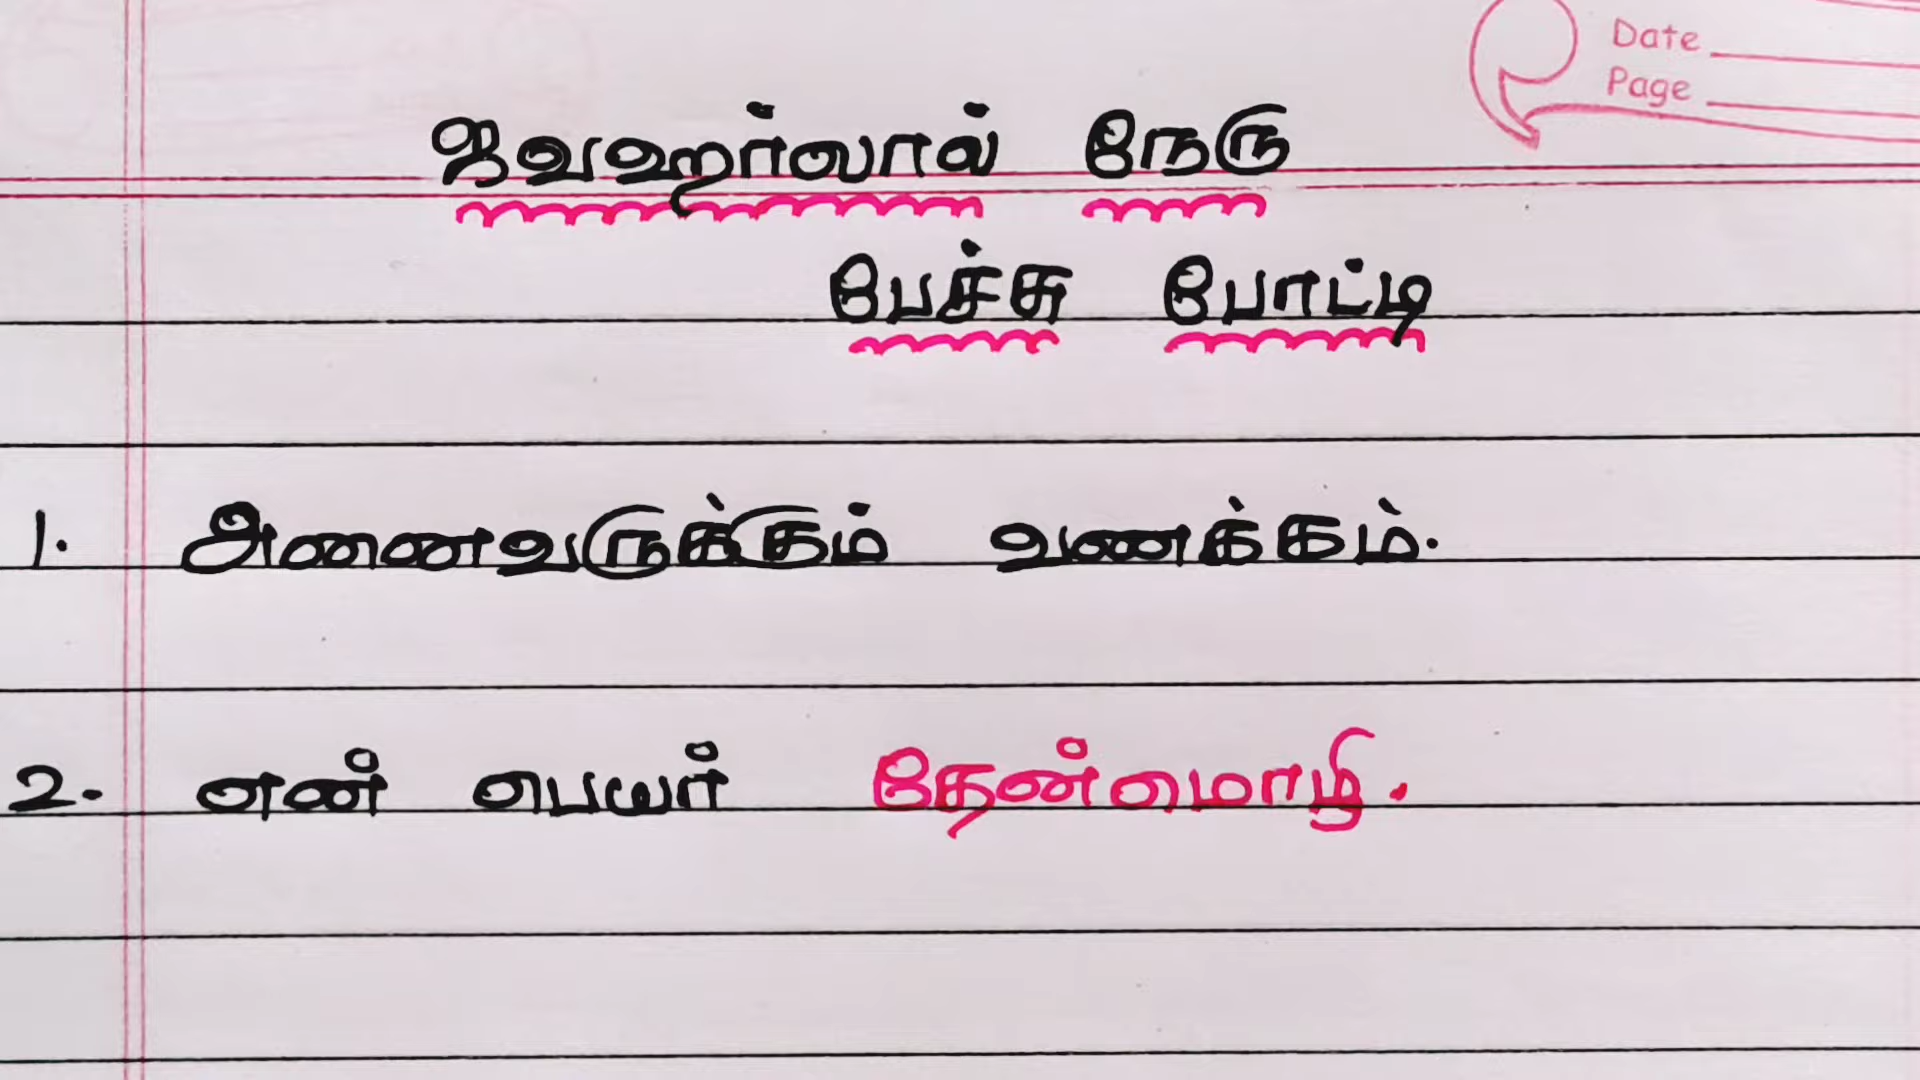 Date
Page
ஜவஹர்லால் நேரு
பேச்சு போட்டி
1. அனைவருக்கும் வணக்கம்.
2. என் பெயர் தேன்மொழி.